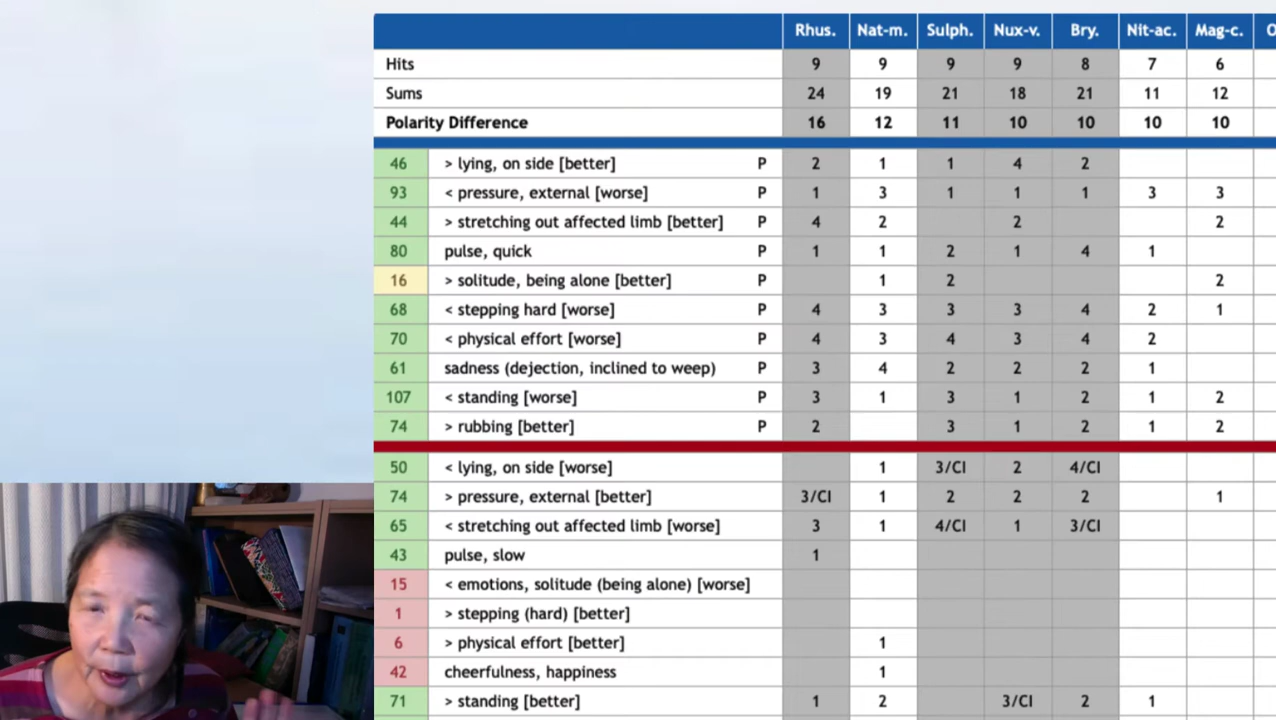 Rhus. Nat-m. Sulph. Nux-v. Bry. Nit-ac. Mag-c.
Hits 9 9 9 9 8 7 6
Sums 24 19 21 18 21 11 12
Polarity Difference 16 12 11 10 10 10 10
46 > lying, on side [better] P 2 1 1 4 2
93 < pressure, external [worse] P 1 3 1 1 1 3 3
44 > stretching out affected limb [better] P 4 2 2 2
80 pulse, quick P 1 1 2 1 4 1
16 > solitude, being alone [better] P 1 2 2
68 < stepping hard [worse] P 4 3 3 3 4 2 1
70 < physical effort [worse] P 4 3 4 3 4 2
61 sadness (dejection, inclined to weep) P 3 4 2 2 2 1
107 < standing [worse] P 3 1 3 1 2 1 2
74 > rubbing [better] P 2 3 1 2 1 2
50 < lying, on side [worse] 1 3/CI 2 4/CI
74 > pressure, external [better] 3/CI 1 2 2 2 1
65 < stretching out affected limb [worse] 3 1 4/CI 1 3/CI
43 pulse, slow 1
15 < emotions, solitude (being alone) [worse]
1 > stepping (hard) [better]
6 > physical effort [better] 1
42 cheerfulness, happiness 1
71 > standing [better] 1 2 3/CI 2 1